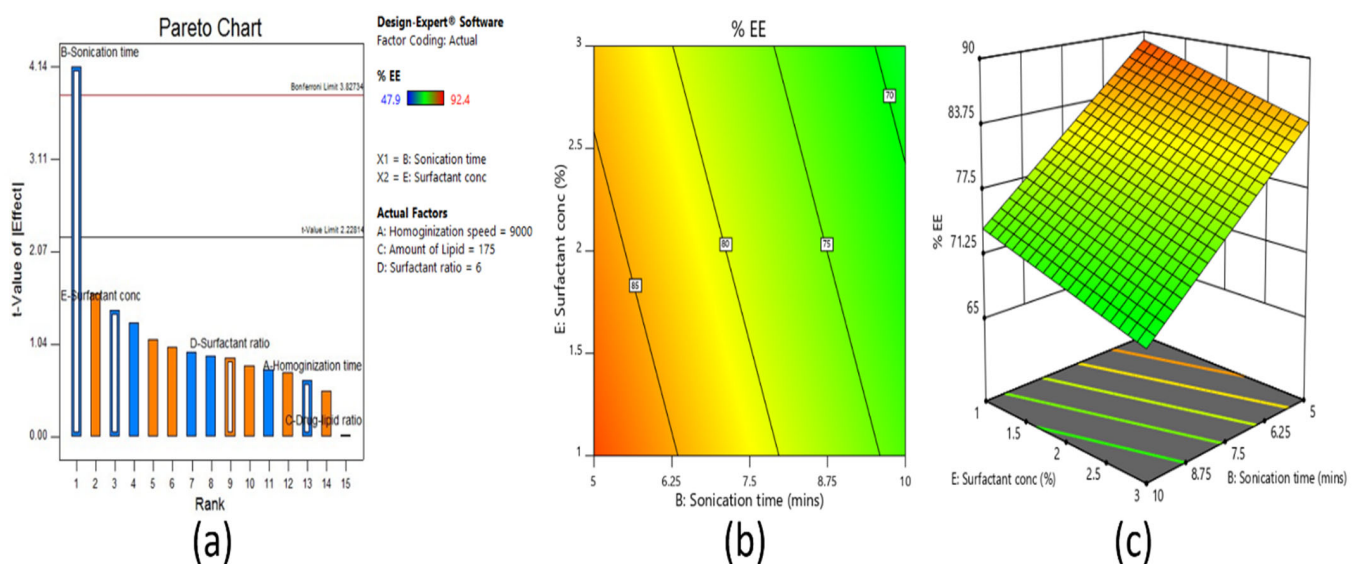 Pareto Chart
B-Sonication time
4.14
Bonferroni Limit 3.82734
3.11
t-Value Limit 2.22814
2.07
E-Surfactant conc
D-Surfactant ratio
1.04
A-Homoginization time
C-Drug-lipid ratio
0.00
t-Value of |Effect|
1 2 3 4 5 6 7 8 9 10 11 12 13 14 15
Rank
(a)
Design-Expert® Software
Factor Coding: Actual
% EE
47.9 92.4
X1 = B: Sonication time
X2 = E: Surfactant conc
Actual Factors
A: Homoginization speed = 9000
C: Amount of Lipid = 175
D: Surfactant ratio = 6
% EE
3
2.5
2
1.5
1
E: Surfactant conc (%)
70
80
75
85
5 6.25 7.5 8.75 10
B: Sonication time (mins)
(b)
90
83.75
77.5
71.25
65
% EE
1
1.5
2
2.5
3
E: Surfactant conc (%)
5
6.25
7.5
8.75
10
B: Sonication time (mins)
(c)